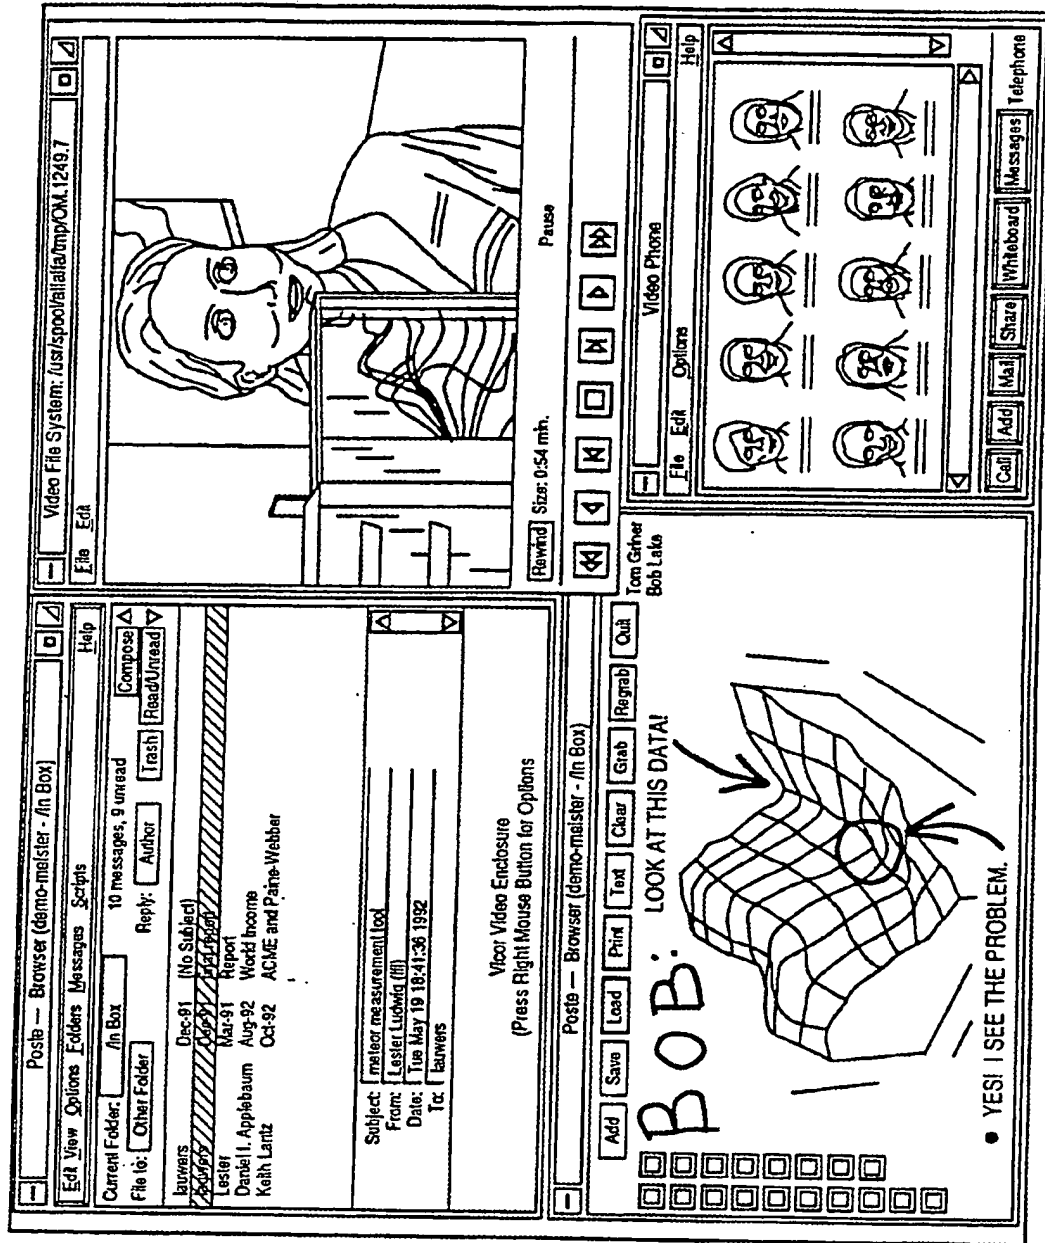 Poste — Browser (demo-meister - /In Box)
Edit View Options Folders Messages Scripts Help
Current Folder: /In Box 10 messages, 9 unread Compose
File to: Other Folder Reply: Author Trash Read/Unread
lauwers Dec-91 (No Subject)
Lester Mar-91 Report
Daniel I. Applebaum Aug-92 World Income
Keith Lantz Oct-92 ACME and Paine-Webber
Subject: meteor measurement tool
From: Lester Ludwig (lfl)
Date: Tue May 19 18:41:36 1992
To: lauwers
Vicor Video Enclosure
(Press Right Mouse Button for Options
Video File System: /usr/spool/alfalfa/tmp/OM.1249.7
File Edit
Rewind Size: 0:54 min. Pause
Poste — Browser (demo-meister - /In Box)
Add Save Load Print Text Clear Grab Regrab Quit
Tom Griner
Bob Lake
BOB: LOOK AT THIS DATA!
• YES! I SEE THE PROBLEM.
Video Phone
File Edit Options Help
Call Add Mail Share Whiteboard Messages Telephone